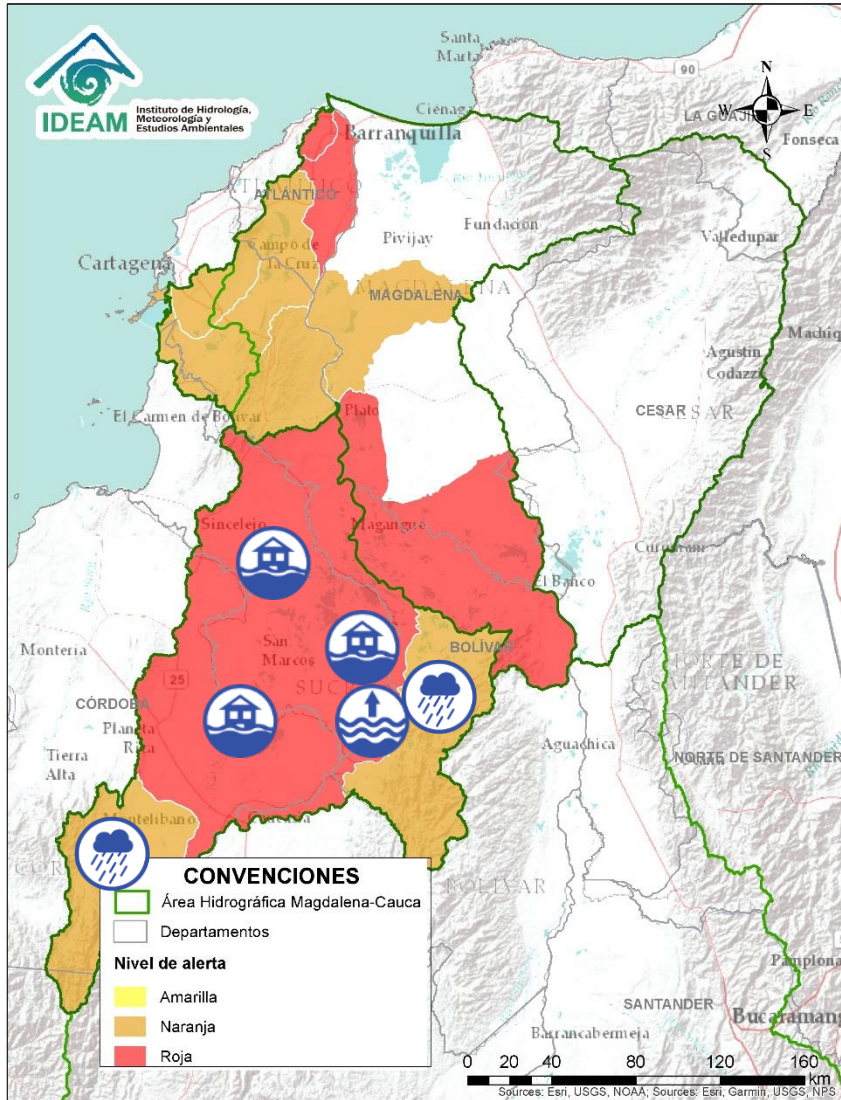 IDEAM
Instituto de Hidrología,
Meteorología y
Estudios Ambientales
Santa
Marta
90
N
W
E
S
LA GUAJI
Fonseca
Ciénaga
Barranquilla
ATLÁNTICO
Fundación
Pivijay
Valledupar
Campo de
la Cruz
Cartagena
MAGDALENA
MAGDALENA
Agustín
Codazzi
El Carmen de Bolívar
Plato
CESAR
CESAR
Sincelejo
Magangué
El Banco
Montería
San
Marcos
BOLÍVAR
NORTE DE
SANTANDER
25
CÓRDOBA
Planeta
Rica
Tierra
Alta
Aguachica
NORTE DE SANTANDER
Montelíbano
BOLÍVAR
Pamplona
SANTANDER
Barrancabermeja
CONVENCIONES
Área Hidrográfica Magdalena-Cauca
Departamentos
Nivel de alerta
Amarilla
Naranja
Roja
0 20 40 80 120 160
km
Sources: Esri, USGS, NOAA; Sources: Esri, Garmin, USGS, NPS